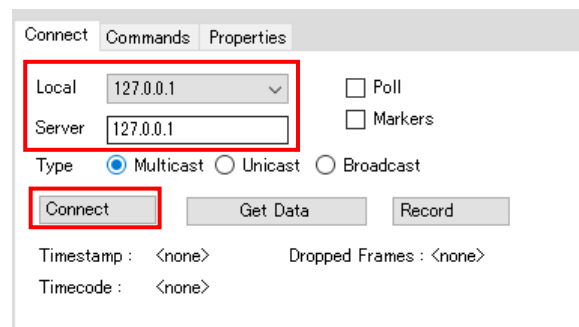 Connect Commands Properties
Local 127.0.0.1 Poll
Server 127.0.0.1 Markers
Type Multicast Unicast Broadcast
Connect Get Data Record
Timestamp : <none> Dropped Frames : <none>
Timecode : <none>